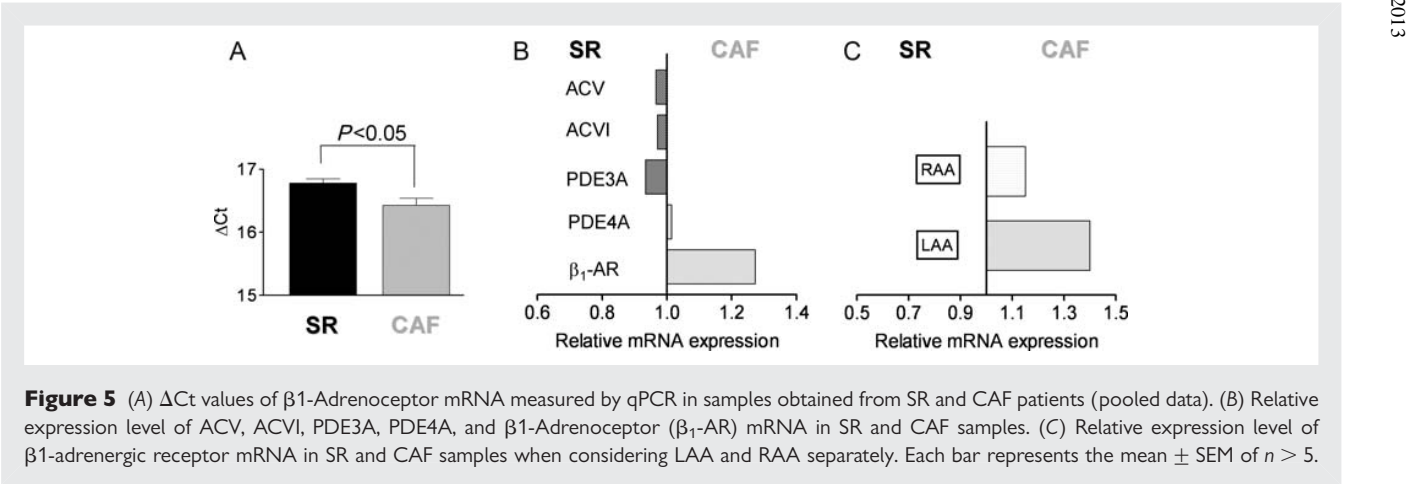 2013
A
P<0.05
17
16
15
ΔCt
SR CAF
B SR CAF
ACV
ACVI
PDE3A
PDE4A
β₁-AR
0.6 0.8 1.0 1.2 1.4
Relative mRNA expression
C SR CAF
RAA
LAA
0.5 0.7 0.9 1.1 1.3 1.5
Relative mRNA expression
Figure 5 (A) ΔCt values of β1-Adrenoceptor mRNA measured by qPCR in samples obtained from SR and CAF patients (pooled data). (B) Relative
expression level of ACV, ACVI, PDE3A, PDE4A, and β1-Adrenoceptor (β₁-AR) mRNA in SR and CAF samples. (C) Relative expression level of
β1-adrenergic receptor mRNA in SR and CAF samples when considering LAA and RAA separately. Each bar represents the mean ± SEM of n > 5.